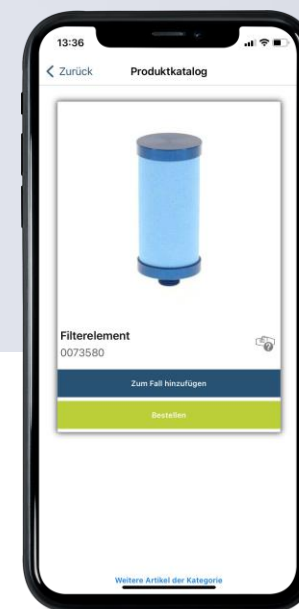 13:36
Zurück
Produktkatalog
Filterelement
0073580
Zum Fall hinzufügen
Bestellen
Weitere Artikel der Kategorie